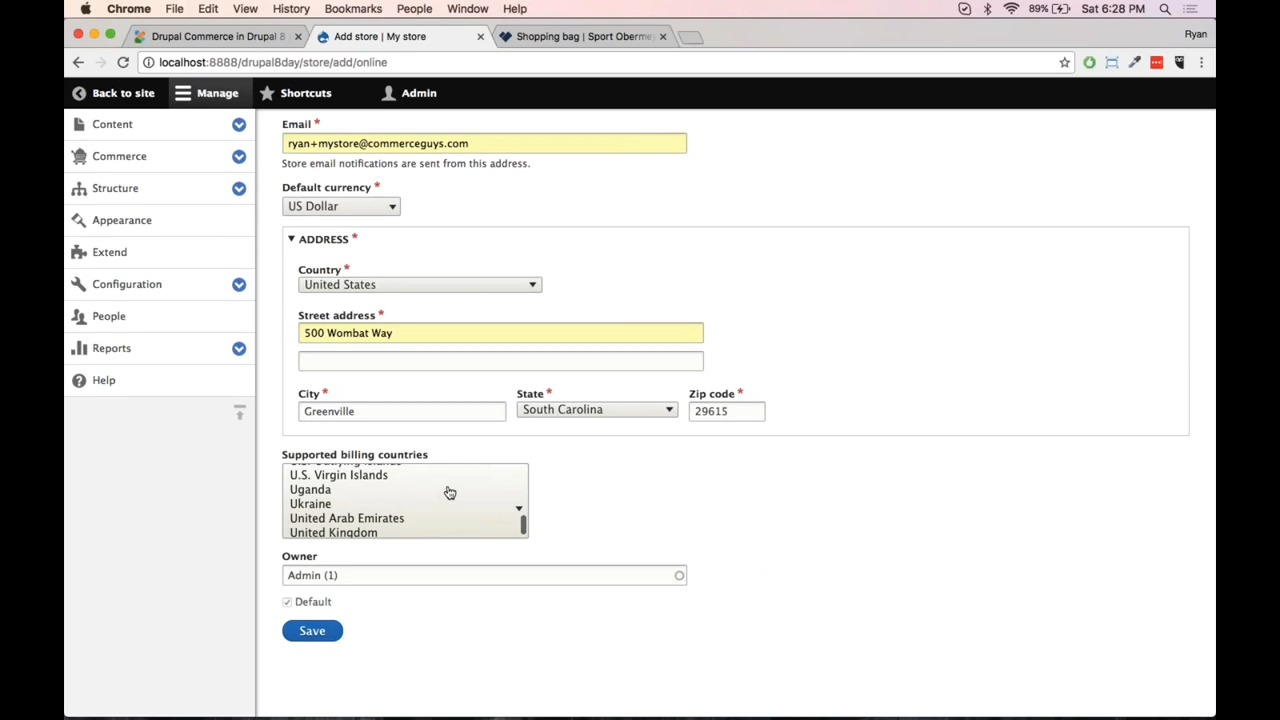 Chrome File Edit View History Bookmarks People Window Help 89% Sat 6:28 PM
Drupal Commerce in Drupal 8 Add store | My store Shopping bag | Sport Obermey Ryan
localhost:8888/drupal8day/store/add/online
Back to site Manage Shortcuts Admin
Content
Commerce
Structure
Appearance
Extend
Configuration
People
Reports
Help
Email *
ryan+mystore@commerceguys.com
Store email notifications are sent from this address.
Default currency *
US Dollar
ADDRESS *
Country *
United States
Street address *
500 Wombat Way
City * State * Zip code *
Greenville South Carolina 29615
Supported billing countries
U.S. Virgin Islands
Uganda
Ukraine
United Arab Emirates
United Kingdom
Owner
Admin (1)
Default
Save